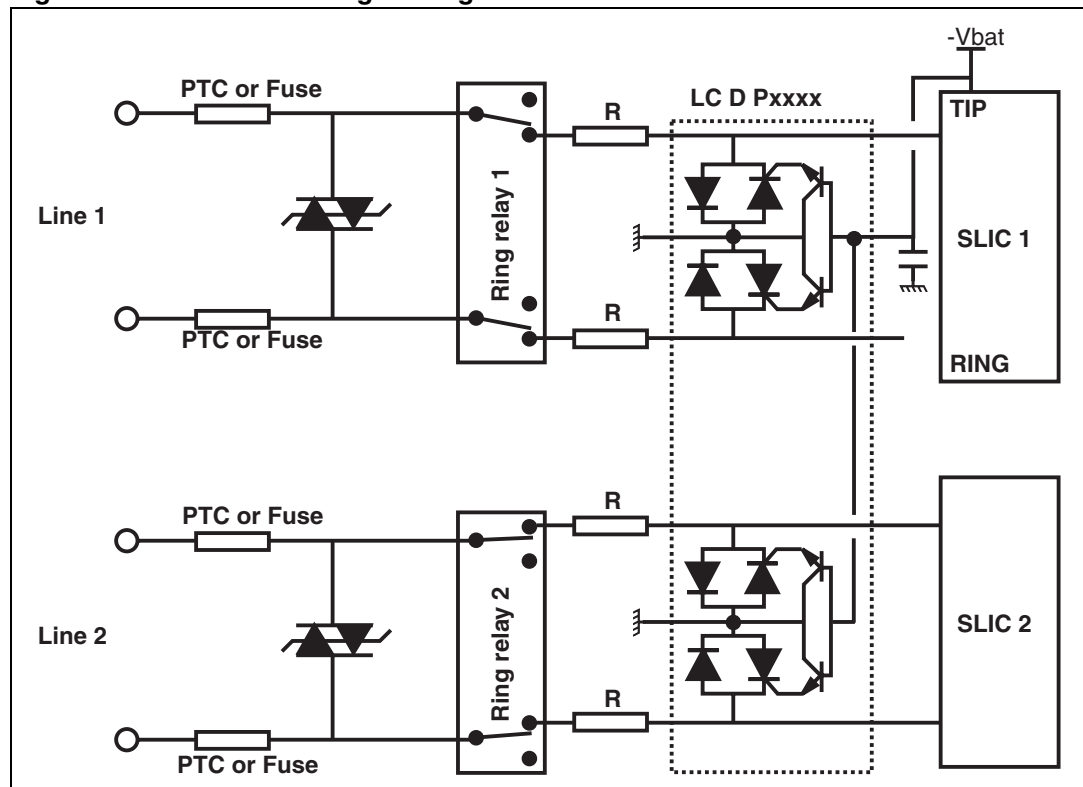 -Vbat
PTC or Fuse
R
LC D Pxxxx
TIP
Line 1
Ring relay 1
SLIC 1
R
PTC or Fuse
RING
PTC or Fuse
R
Line 2
Ring relay 2
SLIC 2
R
PTC or Fuse